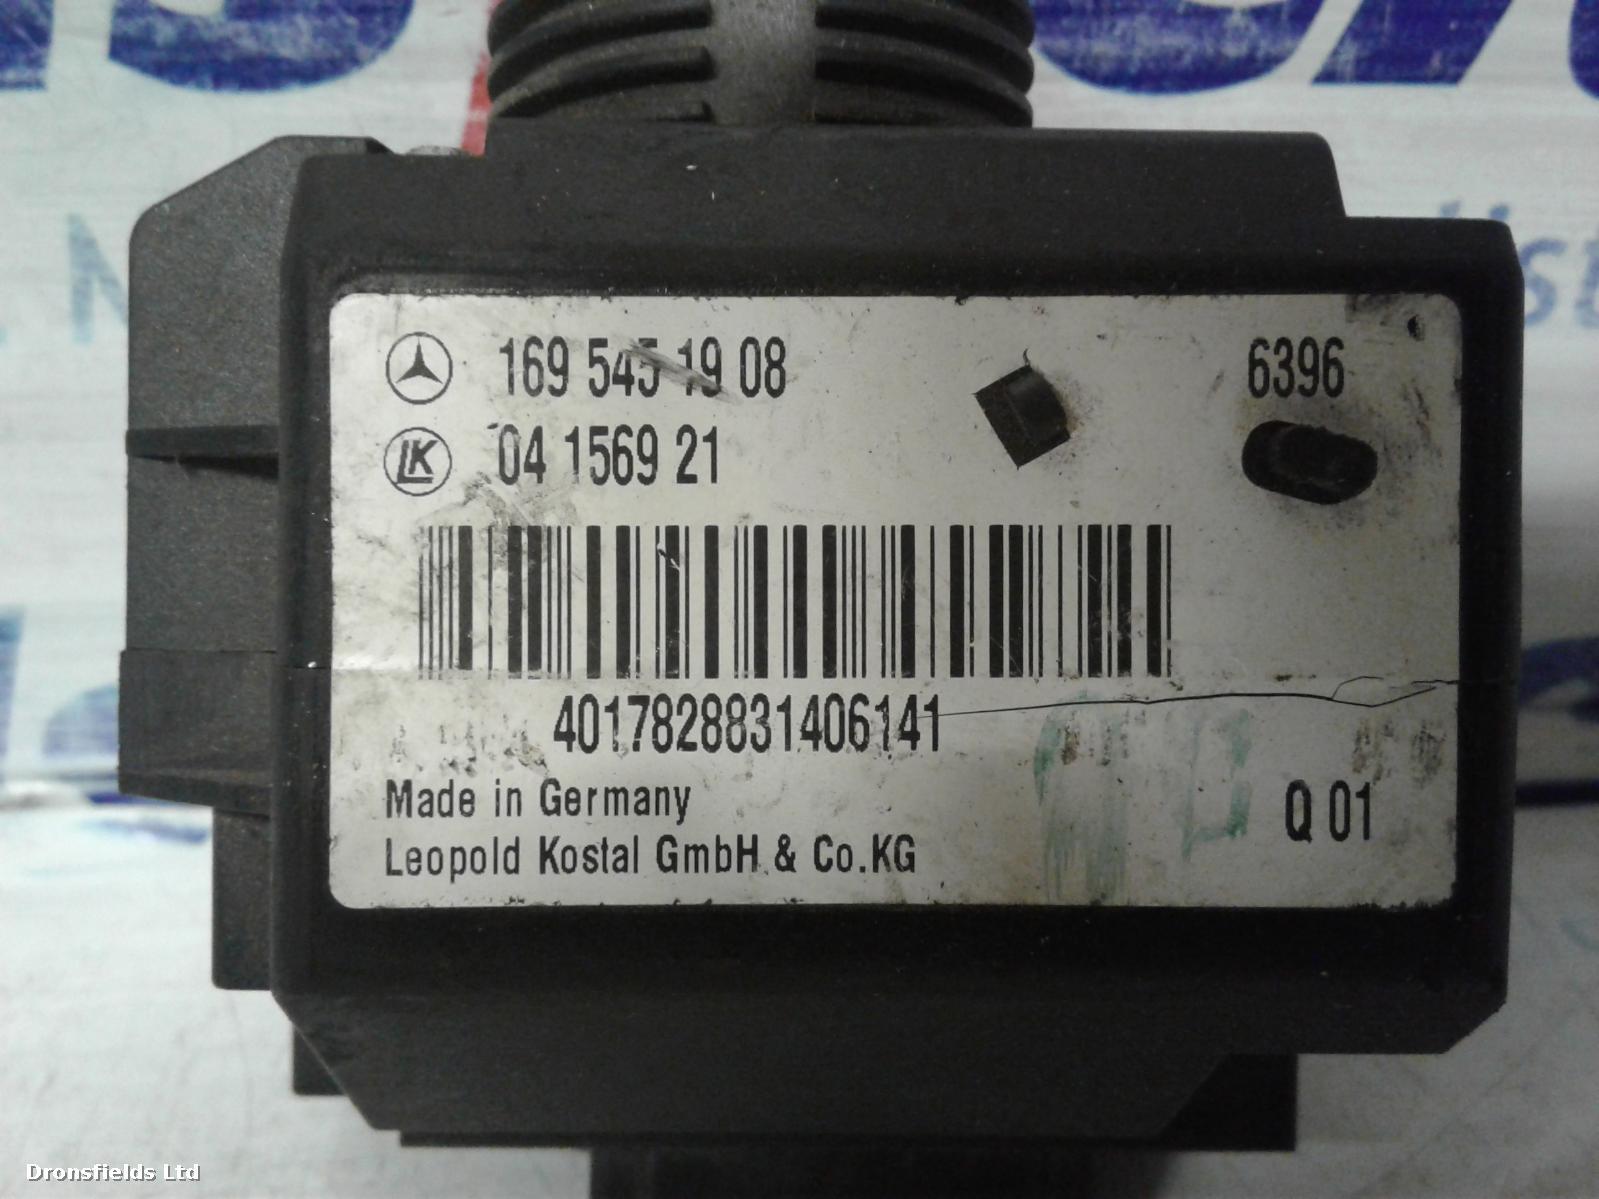 169 545 19 08
6396
LK
04 1569 21
4017828831406141
Made in Germany
Q 01
Leopold Kostal GmbH & Co.KG
Dronsfields Ltd